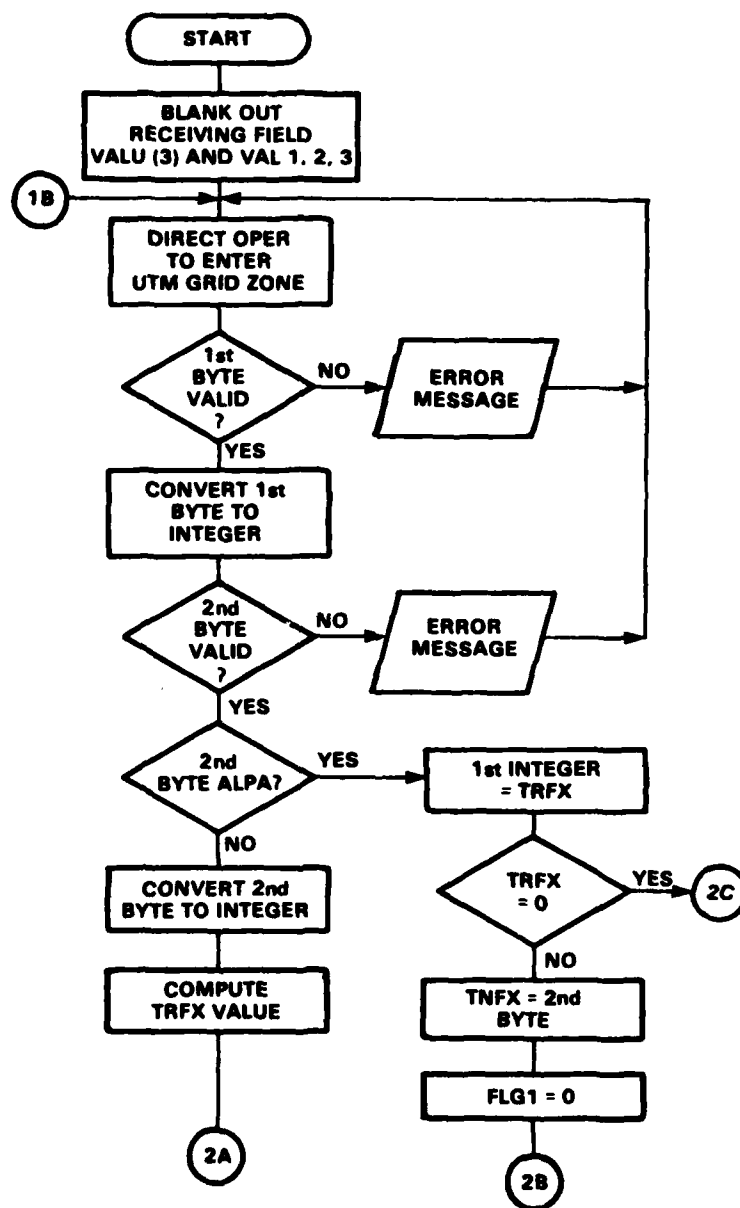 START
BLANK OUT
RECEIVING FIELD
VALU (3) AND VAL 1, 2, 3
1B
DIRECT OPER
TO ENTER
UTM GRID ZONE
1st
BYTE
VALID
?
NO
ERROR
MESSAGE
YES
CONVERT 1st
BYTE TO
INTEGER
2nd
BYTE
VALID
?
NO
ERROR
MESSAGE
YES
2nd
BYTE ALPA?
YES
1st INTEGER
= TRFX
NO
TRFX
= 0
YES
2C
CONVERT 2nd
BYTE TO INTEGER
NO
COMPUTE
TRFX VALUE
TNFX = 2nd
BYTE
FLG1 = 0
2A
2B